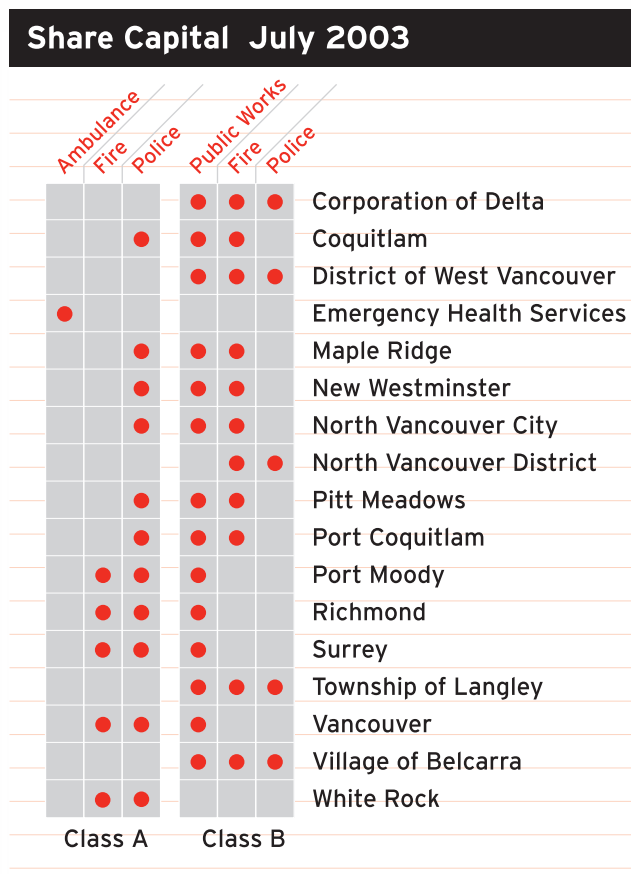 Share Capital July 2003
Ambulance
Fire
Police
Public Works
Fire
Police
Corporation of Delta
Coquitlam
District of West Vancouver
Emergency Health Services
Maple Ridge
New Westminster
North Vancouver City
North Vancouver District
Pitt Meadows
Port Coquitlam
Port Moody
Richmond
Surrey
Township of Langley
Vancouver
Village of Belcarra
White Rock
Class A
Class B